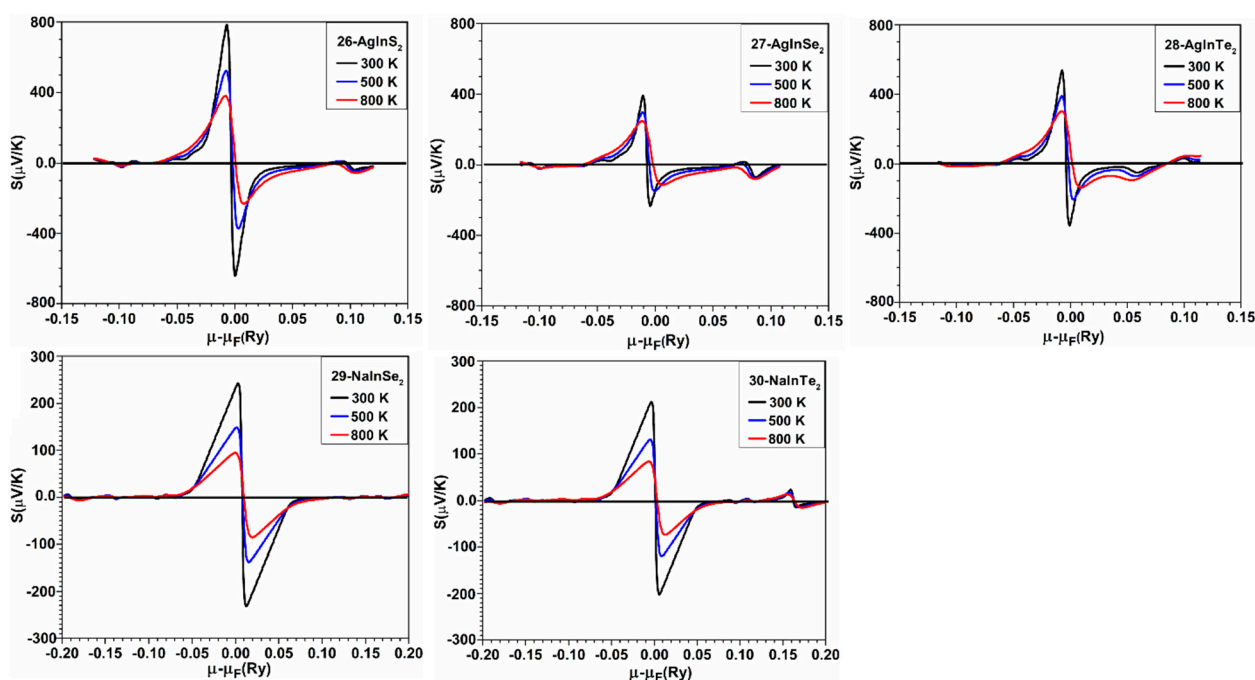 800
400
0.0
-400
-800
S(μV/K)
26-AgInS₂
300 K
500 K
800 K
-0.15 -0.10 -0.05 0.00 0.05 0.10 0.15
μ-μF(Ry)
800
400
0.0
-400
-800
S(μV/K)
27-AgInSe₂
300 K
500 K
800 K
-0.15 -0.10 -0.05 0.00 0.05 0.10 0.15
μ-μF(Ry)
800
400
0.0
-400
-800
S(μV/K)
28-AgInTe₂
300 K
500 K
800 K
-0.15 -0.10 -0.05 0.00 0.05 0.10 0.15
μ-μF(Ry)
300
200
100
0.0
-100
-200
-300
S(μV/K)
29-NaInSe₂
300 K
500 K
800 K
-0.20 -0.15 -0.10 -0.05 0.00 0.05 0.10 0.15 0.20
μ-μF(Ry)
300
200
100
0.0
-100
-200
-300
S(μV/K)
30-NaInTe₂
300 K
500 K
800 K
-0.20 -0.15 -0.10 -0.05 0.00 0.05 0.10 0.15 0.20
μ-μF(Ry)